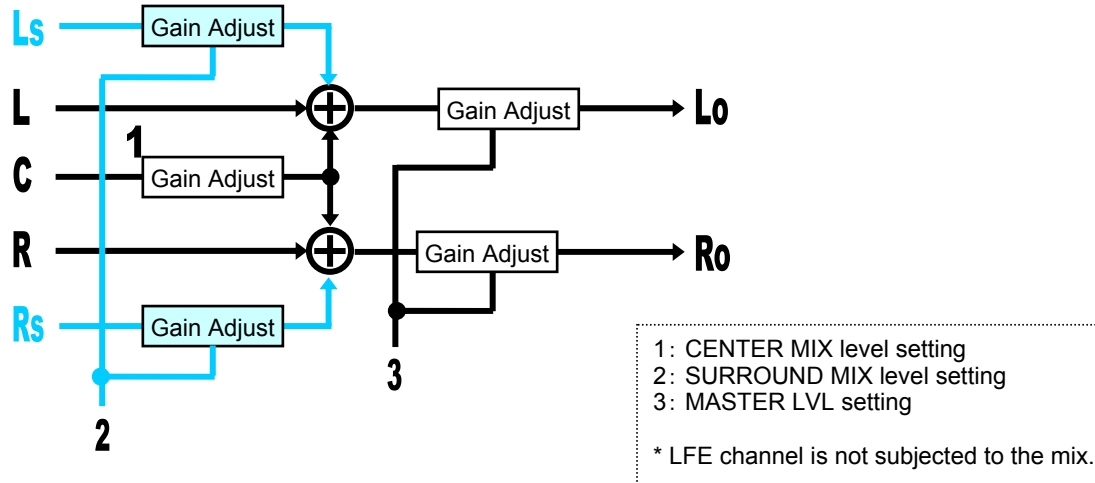 Ls
Gain Adjust
L
Gain Adjust
Lo
1
C
Gain Adjust
R
Gain Adjust
Ro
Rs
Gain Adjust
3
2
1: CENTER MIX level setting
2: SURROUND MIX level setting
3: MASTER LVL setting
* LFE channel is not subjected to the mix.